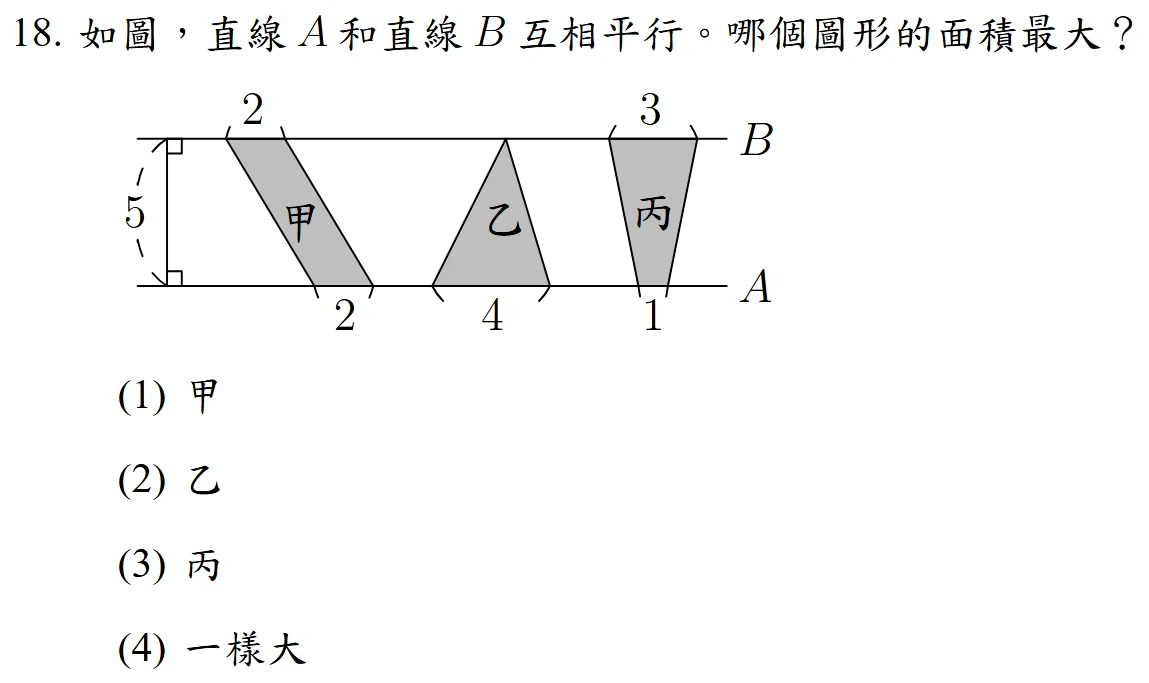 18. 如圖，直線 A 和直線 B 互相平行。哪個圖形的面積最大？
2 3
B
5 甲 乙 丙
A
2 4 1
(1) 甲
(2) 乙
(3) 丙
(4) 一樣大